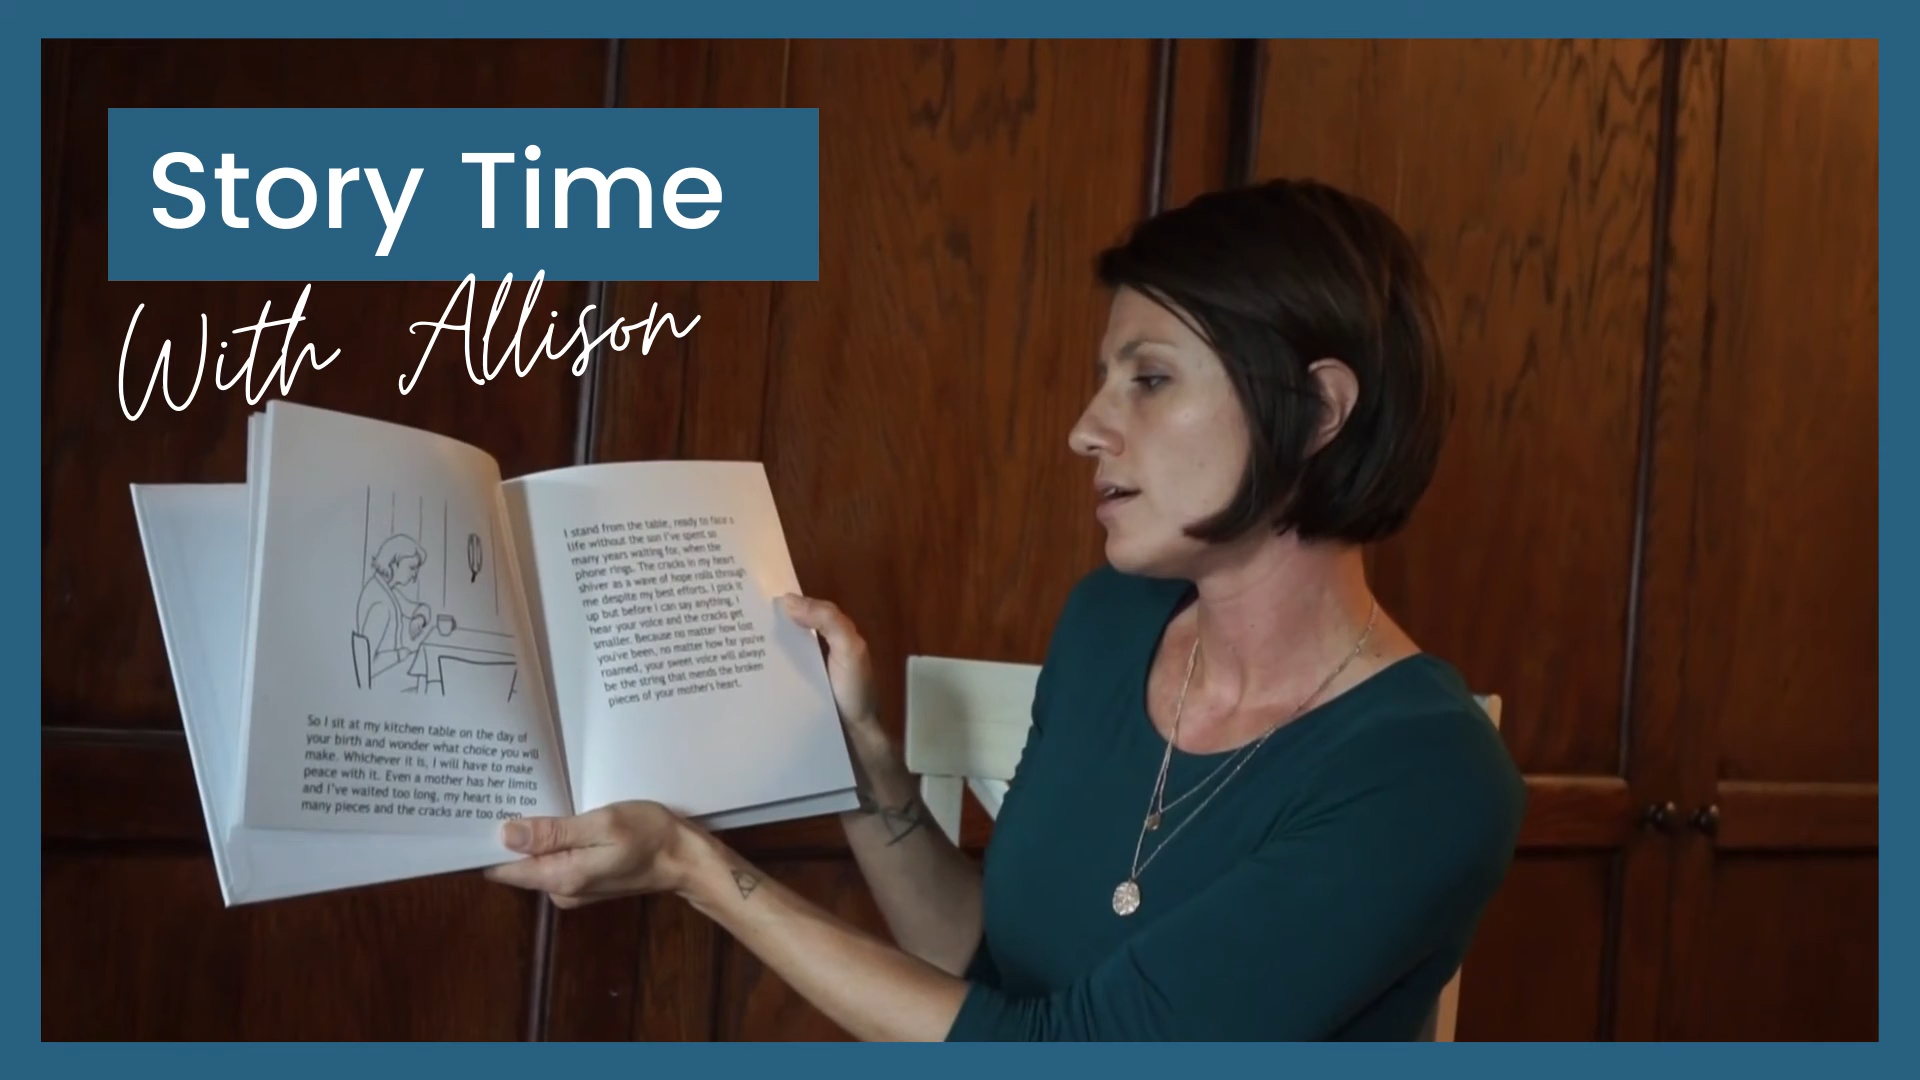 Story Time
With Allison
So I sit at my kitchen table on the day of
your birth and wonder what choice you will
make. Whichever it is, I will have to make
peace with it. Even a mother has her limits
and I've waited too long, my heart is in too
many pieces and the cracks are too deep.
I stand from the table, ready to face a
life without the son I've spent so
many years waiting for, when the
phone rings. The cracks in my heart
shiver as a wave of hope rolls through
me despite my best efforts. I pick it
up but before I can say anything, I
hear your voice and the cracks get
smaller. Because no matter how lost
you've been, no matter how far you've
roamed, your sweet voice will always
be the string that mends the broken
pieces of your mother's heart.